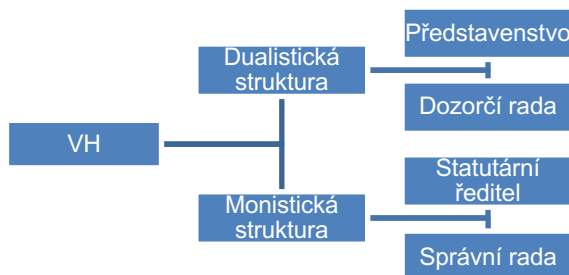 VH
Dualistická
struktura
Představenstvo
Dozorčí rada
Monistická
struktura
Statutární
ředitel
Správní rada